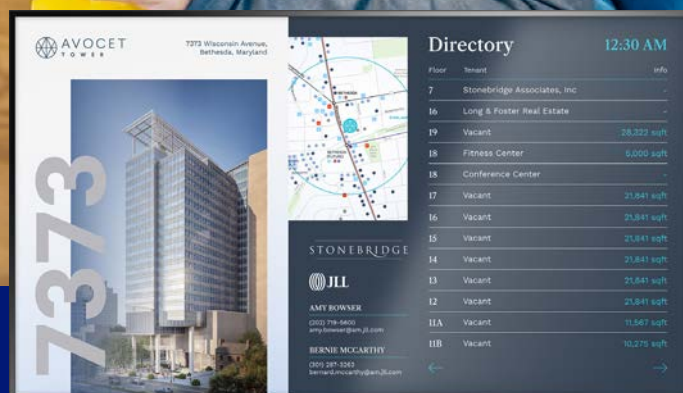 AVOCET
TOWER
7373 Wisconsin Avenue,
Bethesda, Maryland
7373
STONEBRIDGE
JLL
AMY BOWSER
(202) 719-5600
amy.bowser@am.jll.com
BERNIE MCCARTHY
(301) 287-3263
bernard.mccarthy@am.jll.com
Directory
12:30 AM
Floor Tenant Info
7 Stonebridge Associates, Inc -
16 Long & Foster Real Estate -
19 Vacant 28,222 sqft
18 Fitness Center 5,000 sqft
18 Conference Center -
17 Vacant 21,841 sqft
16 Vacant 21,841 sqft
15 Vacant 21,841 sqft
14 Vacant 21,841 sqft
13 Vacant 21,841 sqft
12 Vacant 21,841 sqft
11A Vacant 11,567 sqft
11B Vacant 10,275 sqft